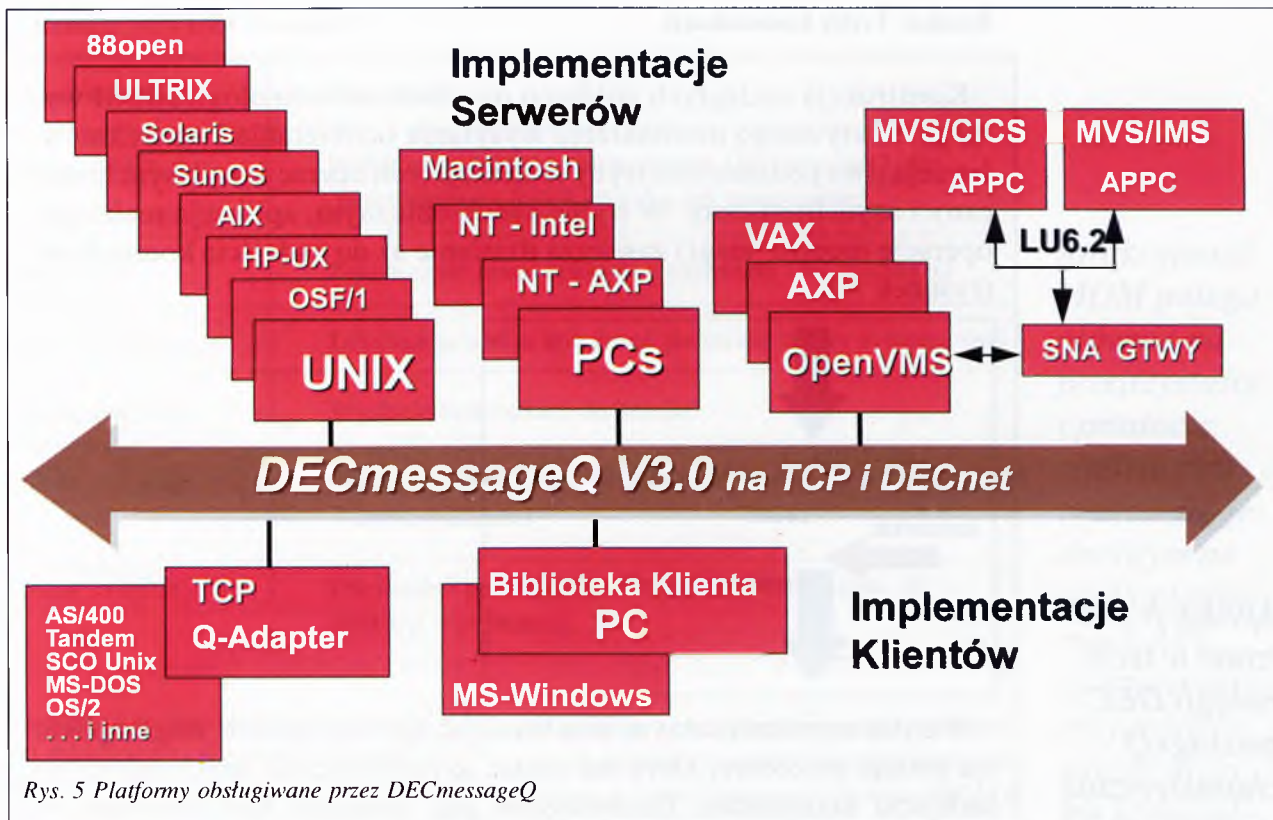 88open
ULTRIX
Solaris
SunOS
AIX
HP-UX
OSF/1
UNIX
Implementacje
Serwerów
Macintosh
NT - Intel
NT - AXP
PCs
VAX
AXP
OpenVMS
MVS/CICS
APPC
MVS/IMS
APPC
LU6.2
SNA GTWY
DECmessageQ V3.0 na TCP i DECnet
AS/400
Tandem
SCO Unix
MS-DOS
OS/2
. . . i inne
TCP
Q-Adapter
Biblioteka Klienta
PC
MS-Windows
Implementacje
Klientów
Rys. 5 Platformy obsługiwane przez DECmessageQ